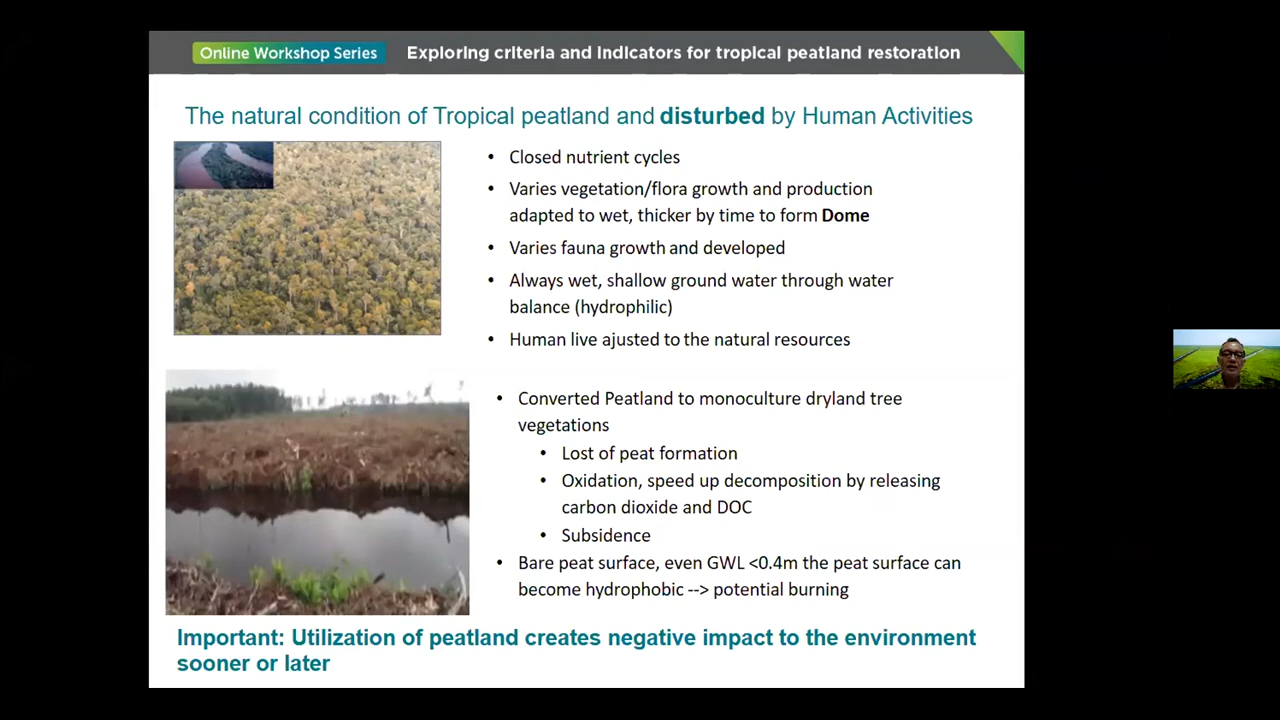 Online Workshop Series Exploring criteria and indicators for tropical peatland restoration
The natural condition of Tropical peatland and disturbed by Human Activities
• Closed nutrient cycles
• Varies vegetation/flora growth and production
adapted to wet, thicker by time to form Dome
• Varies fauna growth and developed
• Always wet, shallow ground water through water
balance (hydrophilic)
• Human live ajusted to the natural resources
• Converted Peatland to monoculture dryland tree
vegetations
• Lost of peat formation
• Oxidation, speed up decomposition by releasing
carbon dioxide and DOC
• Subsidence
• Bare peat surface, even GWL <0.4m the peat surface can
become hydrophobic --> potential burning
Important: Utilization of peatland creates negative impact to the environment
sooner or later